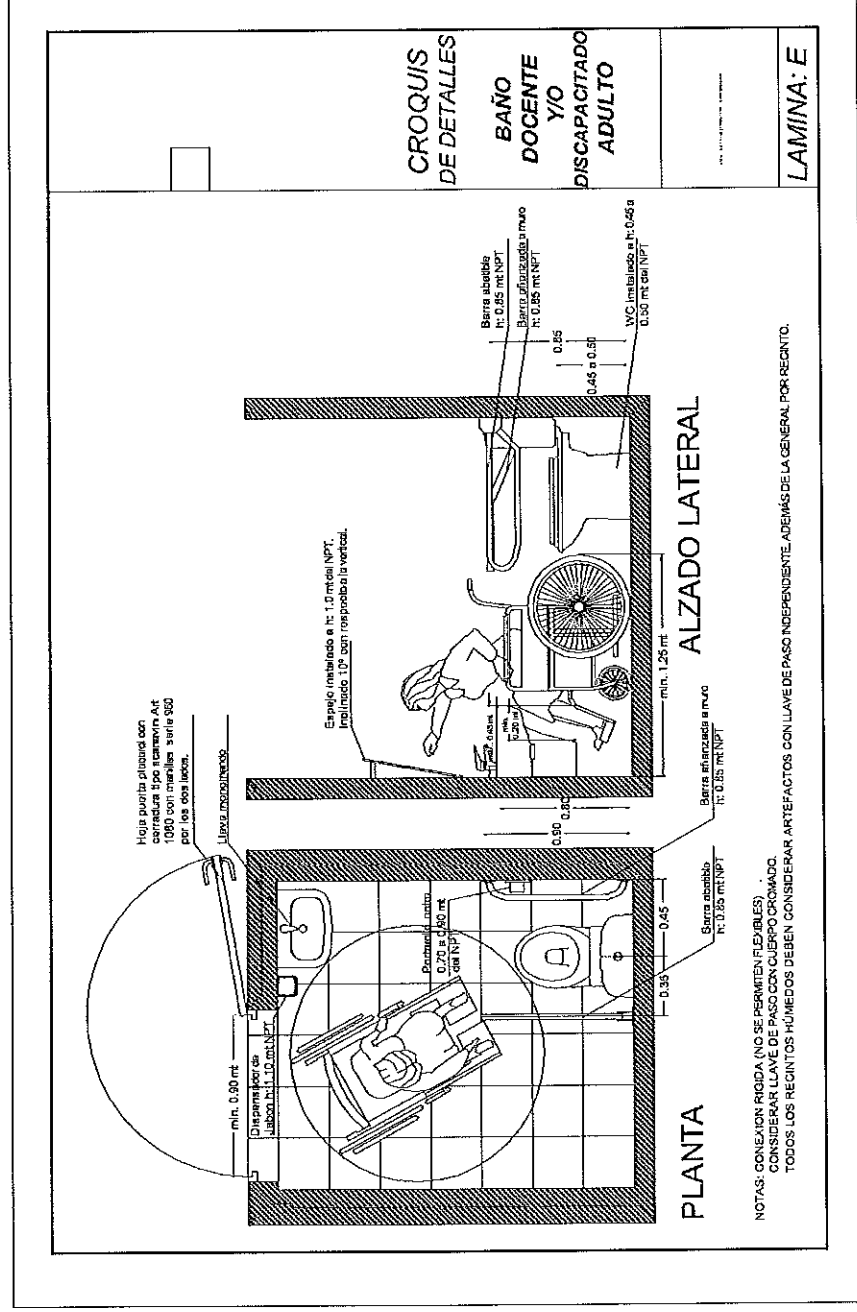 CROQUIS
DE DETALLES
BAÑO
DOCENTE
Y/O
DISCAPACITADO
ADULTO
LAMINA: E
Hoja puerta placarol con
cerradura tipo scanavini Art
1080 con manillas serie 960
por los dos lados.
Llave monomando
min. 0.90 mt
Dispensador de
Jabon h:1.10 mt NPT
0.70 a 0.90 mt
del NPT
0.35
0.45
Barra abatible
h: 0.85 mt NPT
Barra afianzada a muro
h: 0.85 mt NPT
PLANTA
Espejo instalado a h: 1.0 mt del NPT.
Inclinado 10º con respecto a la vertical.
0.90
0.80
min.
0.20 mt
min. 1.25 mt
Barra abatible
h: 0.85 mt NPT
Barra afianzada a muro
h: 0.85 mt NPT
0.85
0.45 a 0.50
WC instalado a h: 0.45 a
0.50 mt del NPT
ALZADO LATERAL
NOTAS: CONEXION RIGIDA (NO SE PERMITEN FLEXIBLES)
CONSIDERAR LLAVE DE PASO CON CUERPO CROMADO.
TODOS LOS RECINTOS HÚMEDOS DEBEN CONSIDERAR ARTEFACTOS CON LLAVE DE PASO INDEPENDIENTE, ADEMÁS DE LA GENERAL POR RECINTO.